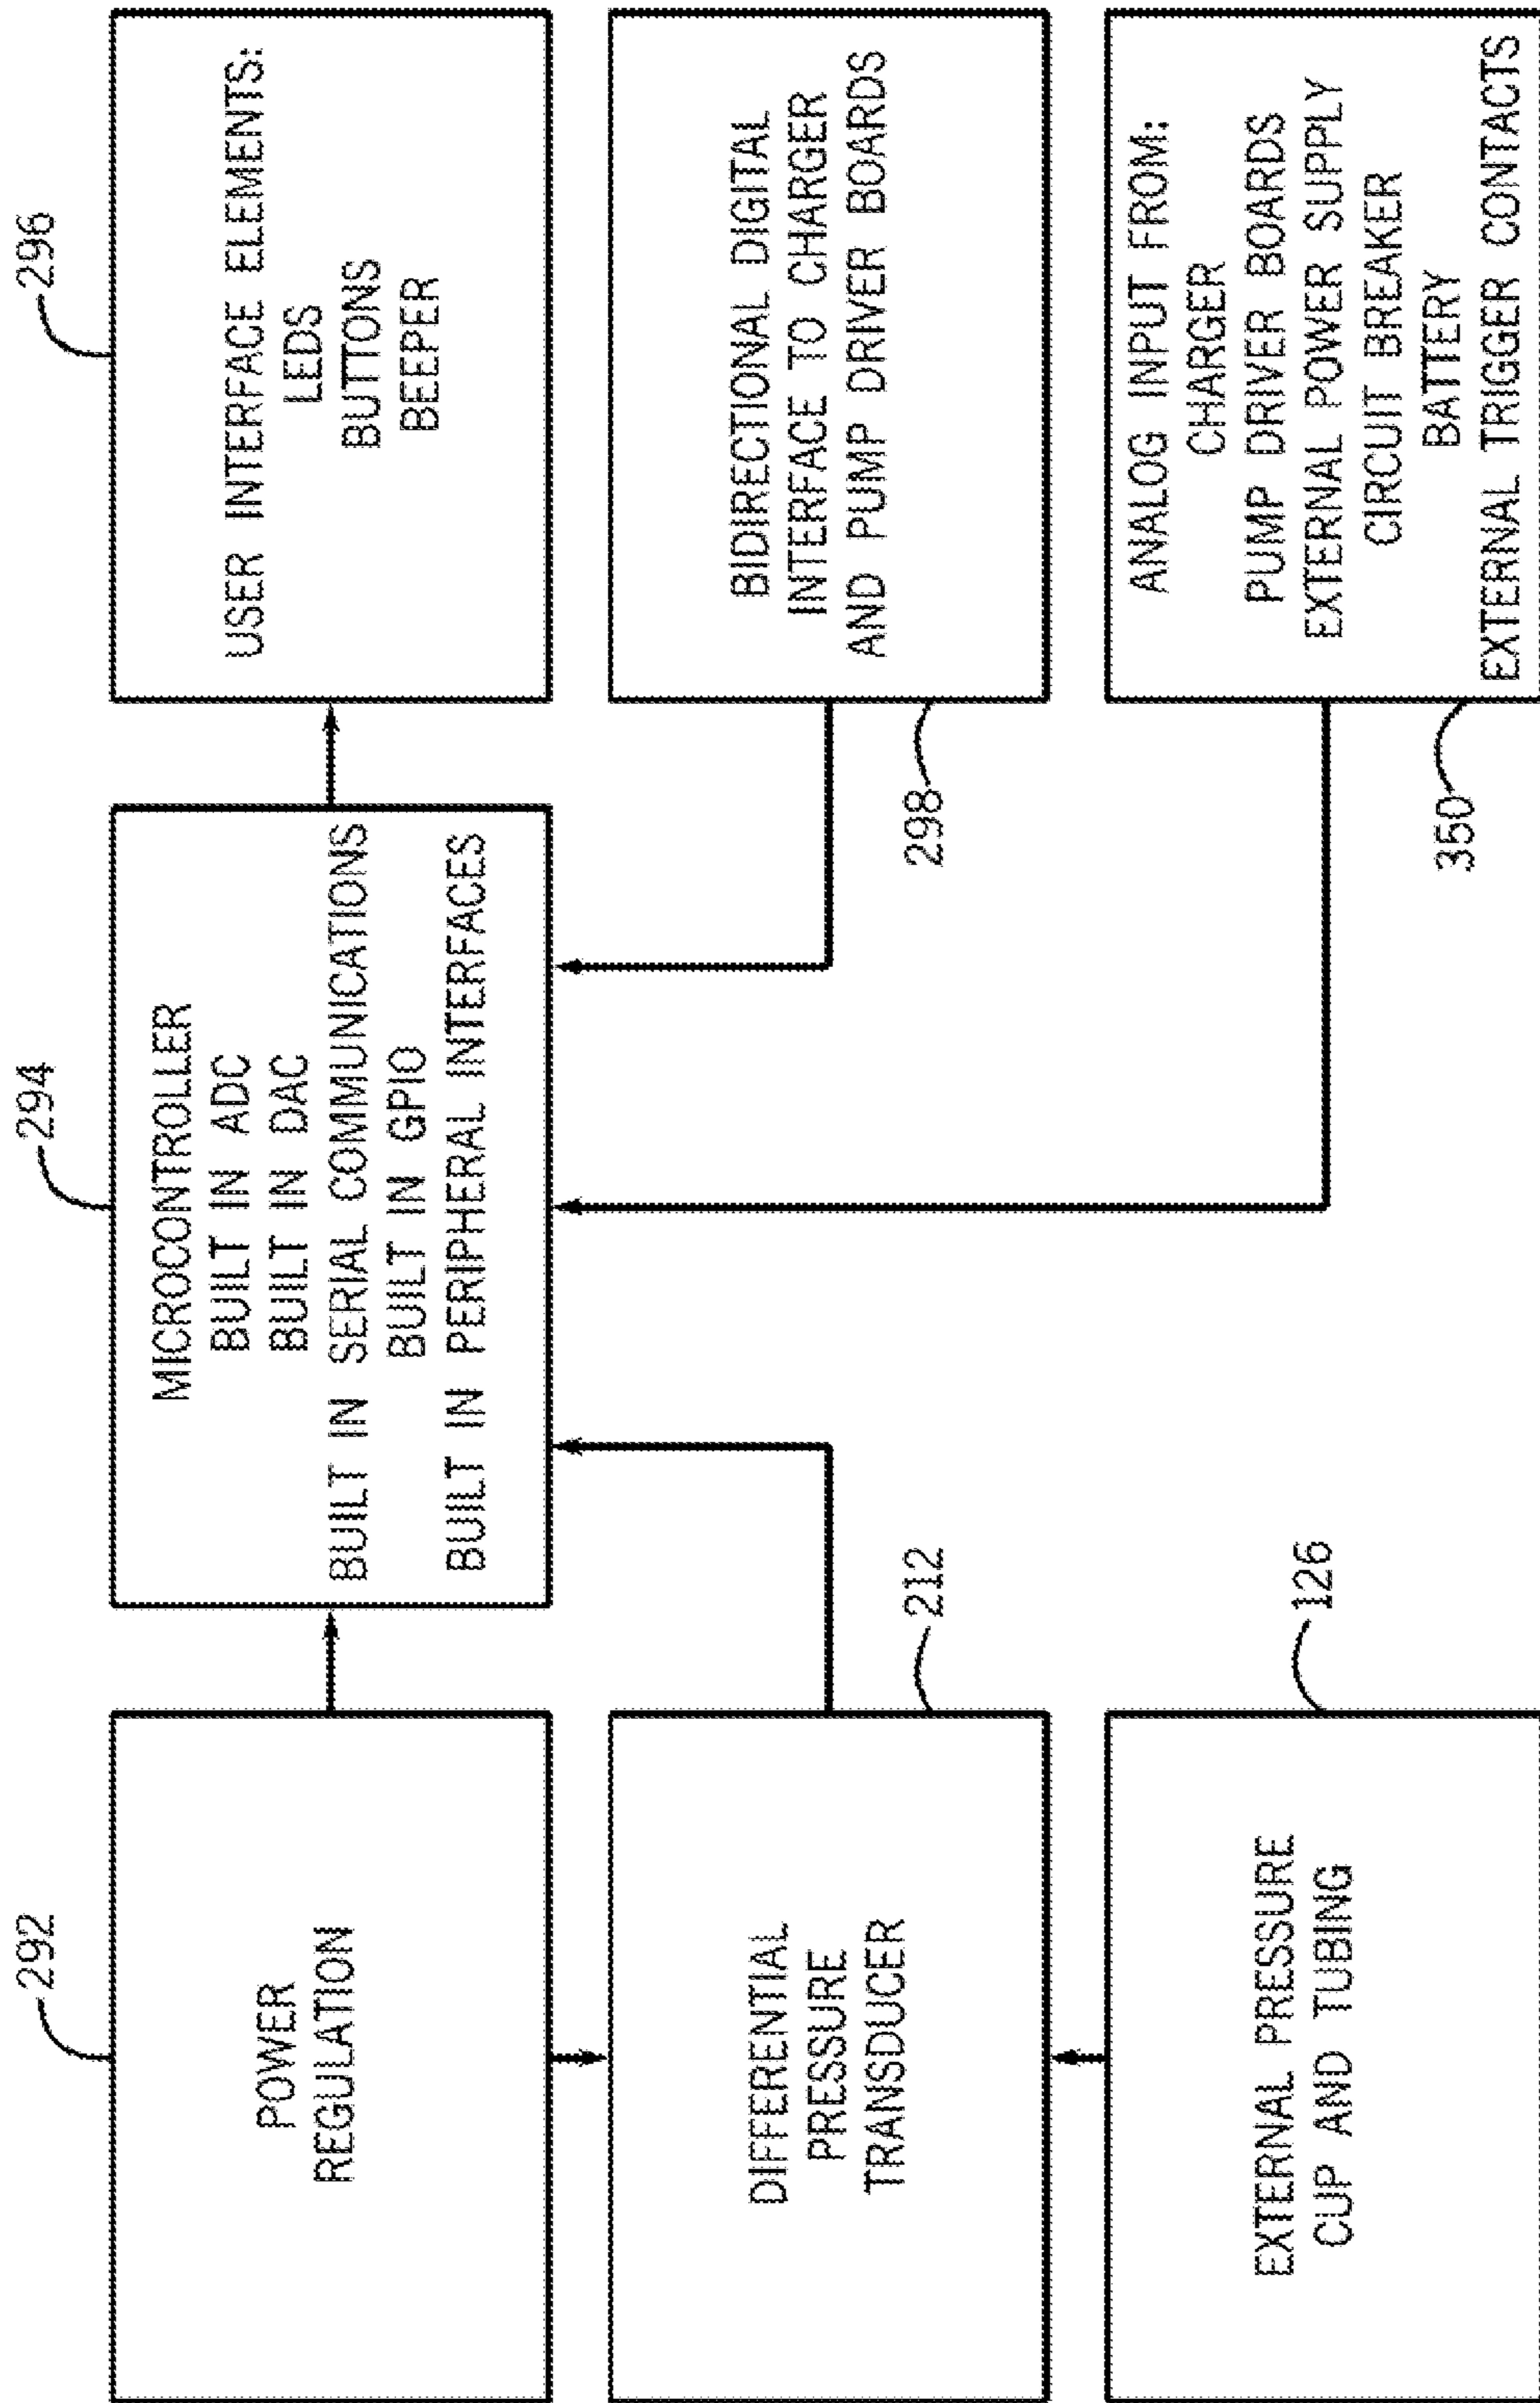 292
POWER
REGULATION
294
MICROCONTROLLER
BUILT IN ADC
BUILT IN DAC
BUILT IN SERIAL COMMUNICATIONS
BUILT IN GPIO
BUILT IN PERIPHERAL INTERFACES
296
USER INTERFACE ELEMENTS:
LEDS
BUTTONS
BEEPER
DIFFERENTIAL
PRESSURE
TRANSDUCER
212
298
BIDIRECTIONAL DIGITAL
INTERFACE TO CHARGER
AND PUMP DRIVER BOARDS
EXTERNAL PRESSURE
CUP AND TUBING
126
350
ANALOG INPUT FROM:
CHARGER
PUMP DRIVER BOARDS
EXTERNAL POWER SUPPLY
CIRCUIT BREAKER
BATTERY
EXTERNAL TRIGGER CONTACTS